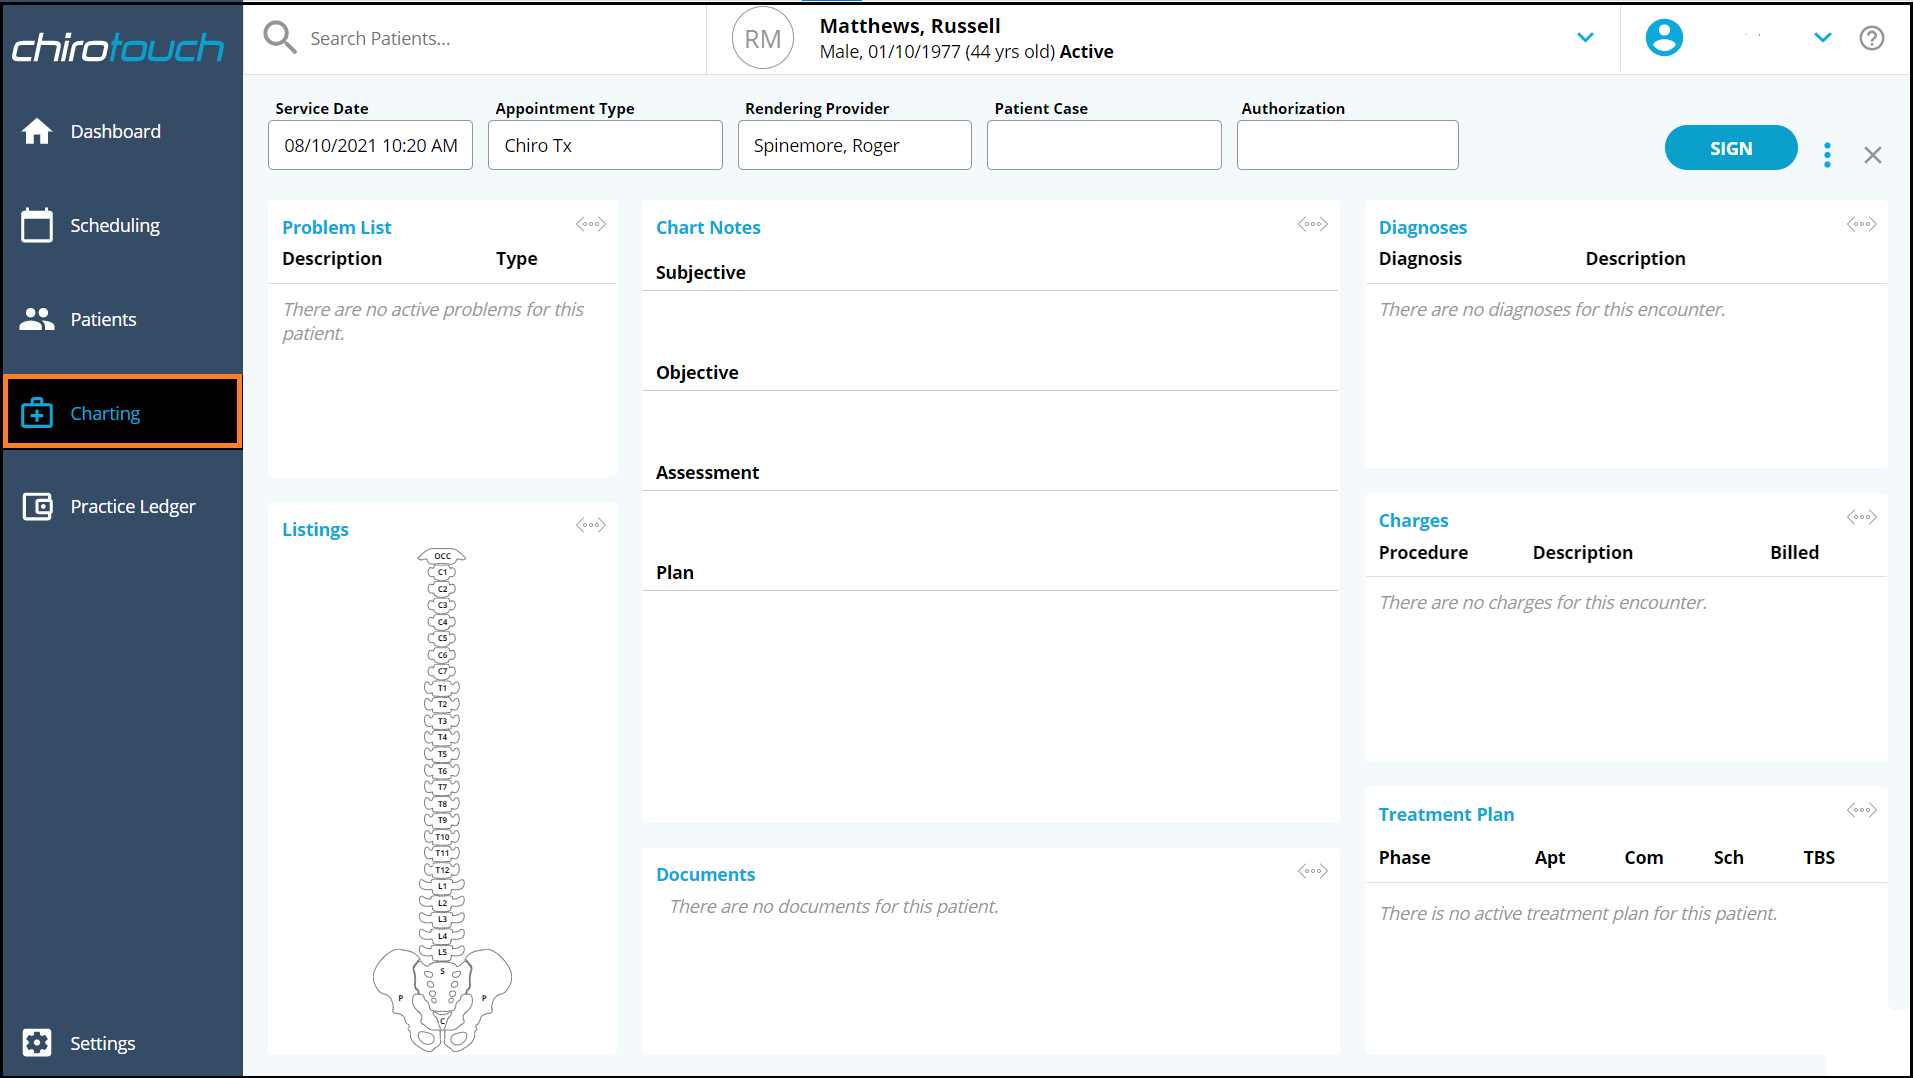 chirotouch
Search Patients...
RM
Matthews, Russell
Male, 01/10/1977 (44 yrs old) Active
Dashboard
Scheduling
Patients
Charting
Practice Ledger
Settings
Service Date
08/10/2021 10:20 AM
Appointment Type
Chiro Tx
Rendering Provider
Spinemore, Roger
Patient Case
Authorization
SIGN
Problem List
Description Type
There are no active problems for this
patient.
Listings
OCC
C1
C2
C3
C4
C5
C6
C7
T1
T2
T3
T4
T5
T6
T7
T8
T9
T10
T11
T12
L1
L2
L3
L4
L5
S
P P
C
Chart Notes
Subjective
Objective
Assessment
Plan
Documents
There are no documents for this patient.
Diagnoses
Diagnosis Description
There are no diagnoses for this encounter.
Charges
Procedure Description Billed
There are no charges for this encounter.
Treatment Plan
Phase Apt Com Sch TBS
There is no active treatment plan for this patient.